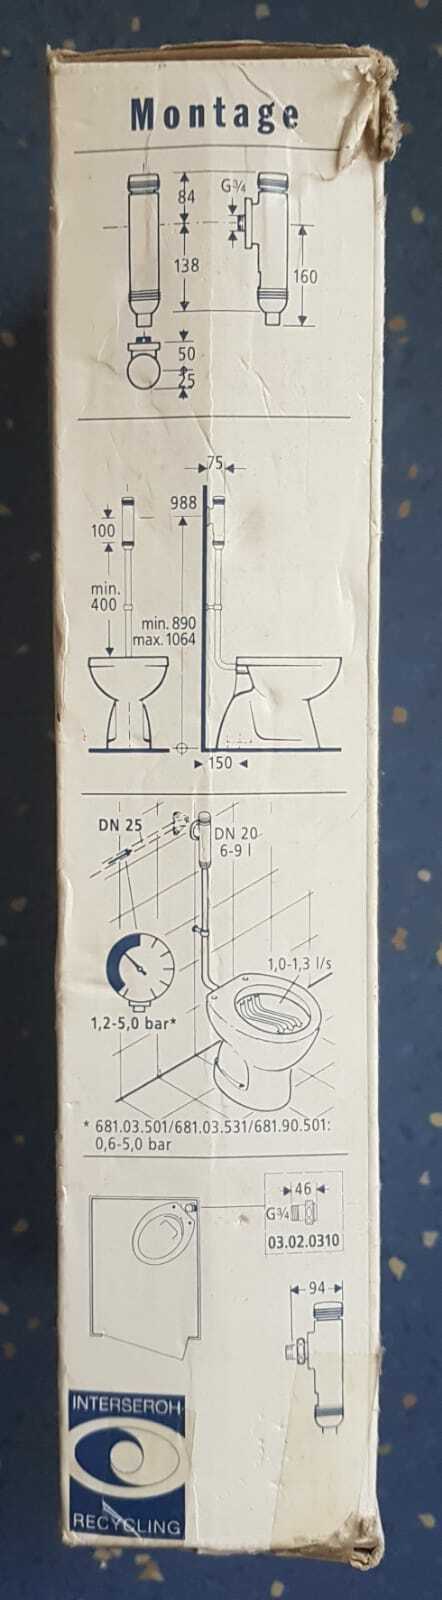 Montage
84
G¾
138
160
50
25
75
988
100
min.
400
min. 890
max. 1064
150
DN 25
DN 20
6-9 l
1,0-1,3 l/s
1,2-5,0 bar*
* 681.03.501/681.03.531/681.90.501:
0,6-5,0 bar
46
G¾
03.02.0310
94
INTERSEROH
RECYCLING